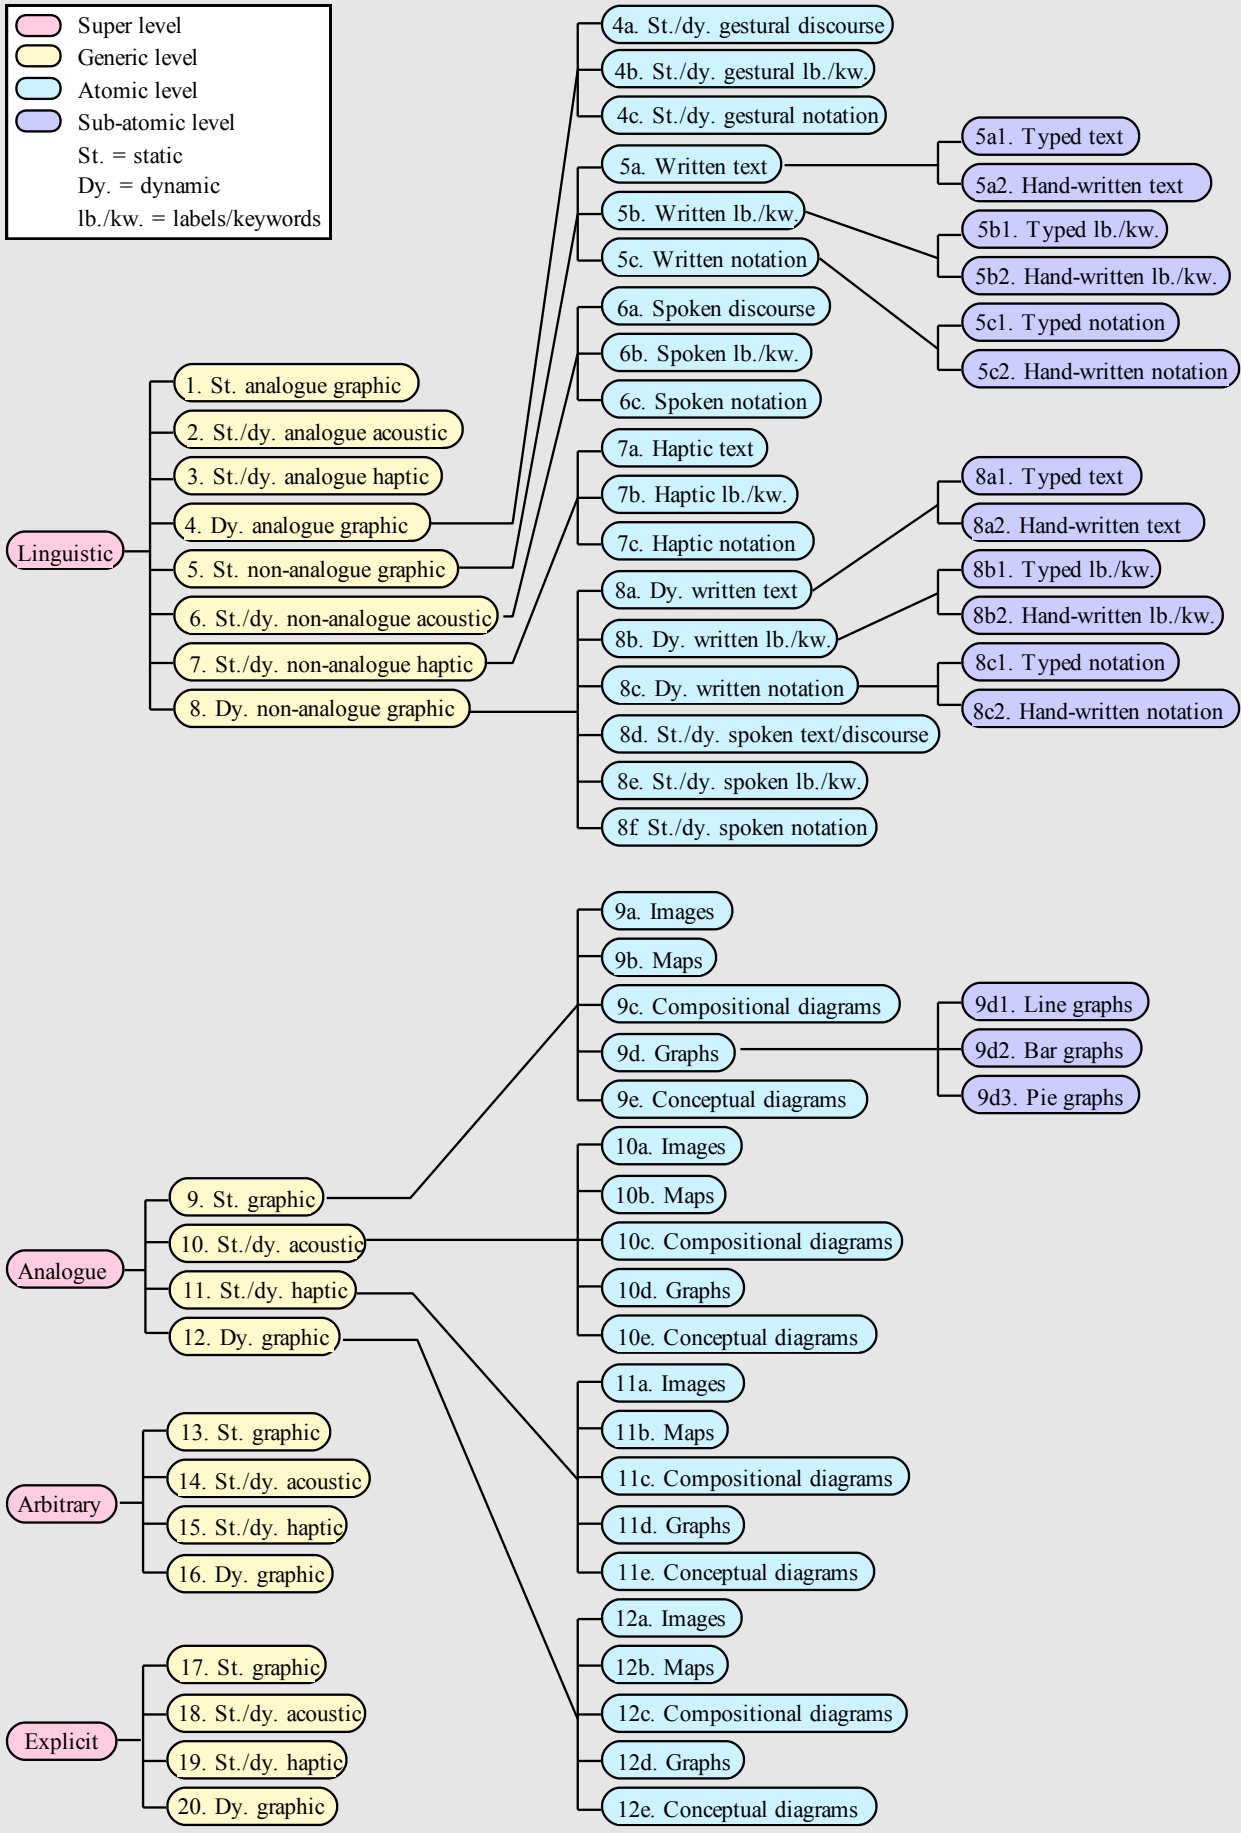 Super level
Generic level
Atomic level
Sub-atomic level
St. = static
Dy. = dynamic
lb./kw. = labels/keywords
Linguistic
1. St. analogue graphic
2. St./dy. analogue acoustic
3. St./dy. analogue haptic
4. Dy. analogue graphic
5. St. non-analogue graphic
6. St./dy. non-analogue acoustic
7. St./dy. non-analogue haptic
8. Dy. non-analogue graphic
4a. St./dy. gestural discourse
4b. St./dy. gestural lb./kw.
4c. St./dy. gestural notation
5a. Written text
5b. Written lb./kw.
5c. Written notation
6a. Spoken discourse
6b. Spoken lb./kw.
6c. Spoken notation
7a. Haptic text
7b. Haptic lb./kw.
7c. Haptic notation
8a. Dy. written text
8b. Dy. written lb./kw.
8c. Dy. written notation
8d. St./dy. spoken text/discourse
8e. St./dy. spoken lb./kw.
8f. St./dy. spoken notation
5a1. Typed text
5a2. Hand-written text
5b1. Typed lb./kw.
5b2. Hand-written lb./kw.
5c1. Typed notation
5c2. Hand-written notation
8a1. Typed text
8a2. Hand-written text
8b1. Typed lb./kw.
8b2. Hand-written lb./kw.
8c1. Typed notation
8c2. Hand-written notation
Analogue
9. St. graphic
10. St./dy. acoustic
11. St./dy. haptic
12. Dy. graphic
9a. Images
9b. Maps
9c. Compositional diagrams
9d. Graphs
9e. Conceptual diagrams
9d1. Line graphs
9d2. Bar graphs
9d3. Pie graphs
10a. Images
10b. Maps
10c. Compositional diagrams
10d. Graphs
10e. Conceptual diagrams
11a. Images
11b. Maps
11c. Compositional diagrams
11d. Graphs
11e. Conceptual diagrams
12a. Images
12b. Maps
12c. Compositional diagrams
12d. Graphs
12e. Conceptual diagrams
Arbitrary
13. St. graphic
14. St./dy. acoustic
15. St./dy. haptic
16. Dy. graphic
Explicit
17. St. graphic
18. St./dy. acoustic
19. St./dy. haptic
20. Dy. graphic